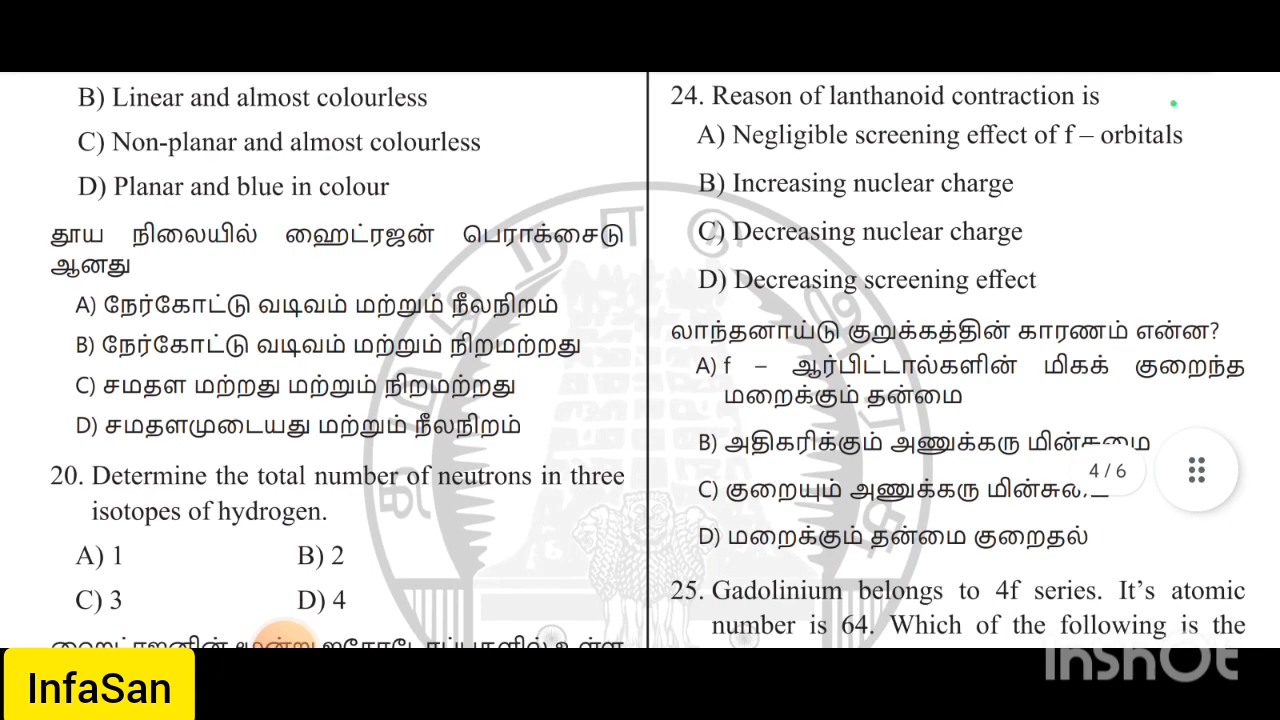 B) Linear and almost colourless
C) Non-planar and almost colourless
D) Planar and blue in colour
தூய நிலையில் ஹைட்ரஜன் பெராக்சைடு
ஆனது
A) நேர்கோட்டு வடிவம் மற்றும் நீலநிறம்
B) நேர்கோட்டு வடிவம் மற்றும் நிறமற்றது
C) சமதள மற்றது மற்றும் நிறமற்றது
D) சமதளமுடையது மற்றும் நீலநிறம்
20. Determine the total number of neutrons in three
isotopes of hydrogen.
A) 1 B) 2
C) 3 D) 4
24. Reason of lanthanoid contraction is
A) Negligible screening effect of f – orbitals
B) Increasing nuclear charge
C) Decreasing nuclear charge
D) Decreasing screening effect
லாந்தனாய்டு குறுக்கத்தின் காரணம் என்ன?
A) f – ஆர்பிட்டால்களின் மிகக் குறைந்த
மறைக்கும் தன்மை
B) அதிகரிக்கும் அணுக்கரு மின்சுமை
C) குறையும் அணுக்கரு
D) மறைக்கும் தன்மை குறைதல்
25. Gadolinium belongs to 4f series. It's atomic
number is 64. Which of the following is the
4 / 6
InfaSan
InShOt